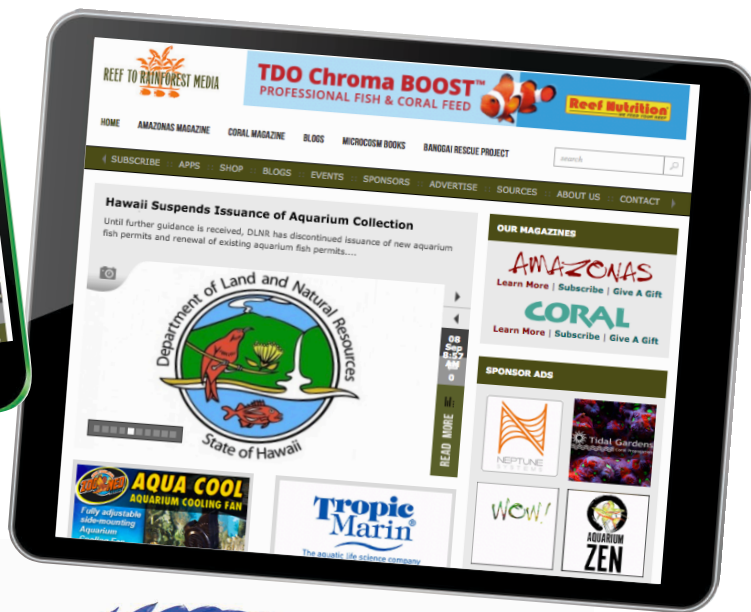 REEF TO RAINFOREST MEDIA
TDO Chroma BOOST™
PROFESSIONAL FISH & CORAL FEED
Reef Nutrition
HOME AMAZONAS MAGAZINE CORAL MAGAZINE BLOGS MICROCOSM BOOKS BANGGAI RESCUE PROJECT
search
SUBSCRIBE :: APPS :: SHOP :: BLOGS :: EVENTS :: SPONSORS :: ADVERTISE :: SOURCES :: ABOUT US :: CONTACT
Hawaii Suspends Issuance of Aquarium Collection
Until further guidance is received, DLNR has discontinued issuance of new aquarium
fish permits and renewal of existing aquarium fish permits....
Department of Land and Natural Resources
State of Hawaii
08
Sep
8:57
AM
0
READ MORE
OUR MAGAZINES
AMAZONAS
Learn More | Subscribe | Give A Gift
CORAL
Learn More | Subscribe | Give A Gift
SPONSOR ADS
NEPTUNE
SYSTEMS
Tidal Gardens
WOW!
AQUARIUM
ZEN
AQUA COOL
AQUARIUM COOLING FAN
Fully adjustable
side-mounting
Aquarium
Tropic
Marin®
The aquatic life science company